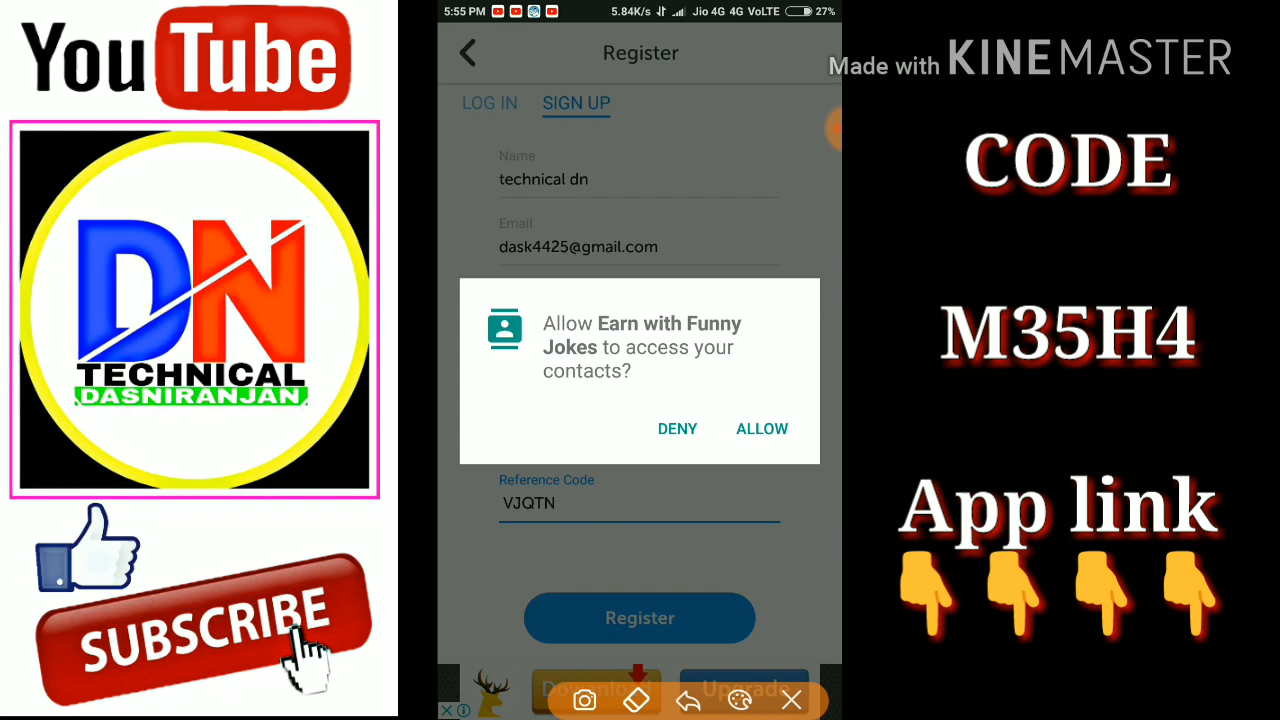 YouTube
DN
TECHNICAL
DASNIRANJAN
SUBSCRIBE
5:55 PM 5.84K/s Jio 4G 4G VoLTE 27%
Register
LOG IN SIGN UP
Name
technical dn
Email
dask4425@gmail.com
Allow Earn with Funny
Jokes to access your
contacts?
DENY ALLOW
Reference Code
VJQTN
Register
Download Upgrade
Made with KINEMASTER
CODE
M35H4
App link